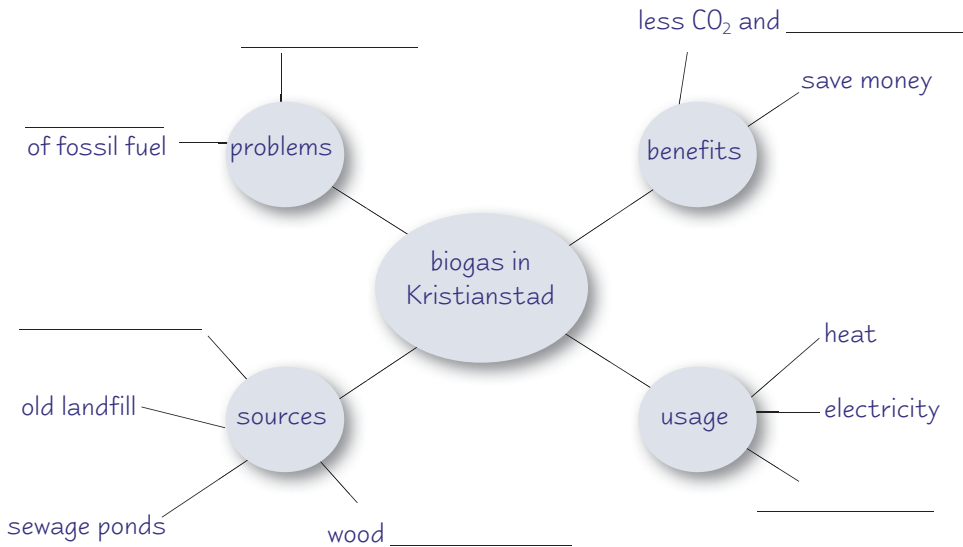 less CO₂ and
save money
of fossil fuel
problems
benefits
biogas in
Kristianstad
heat
old landfill
sources
usage
electricity
sewage ponds
wood